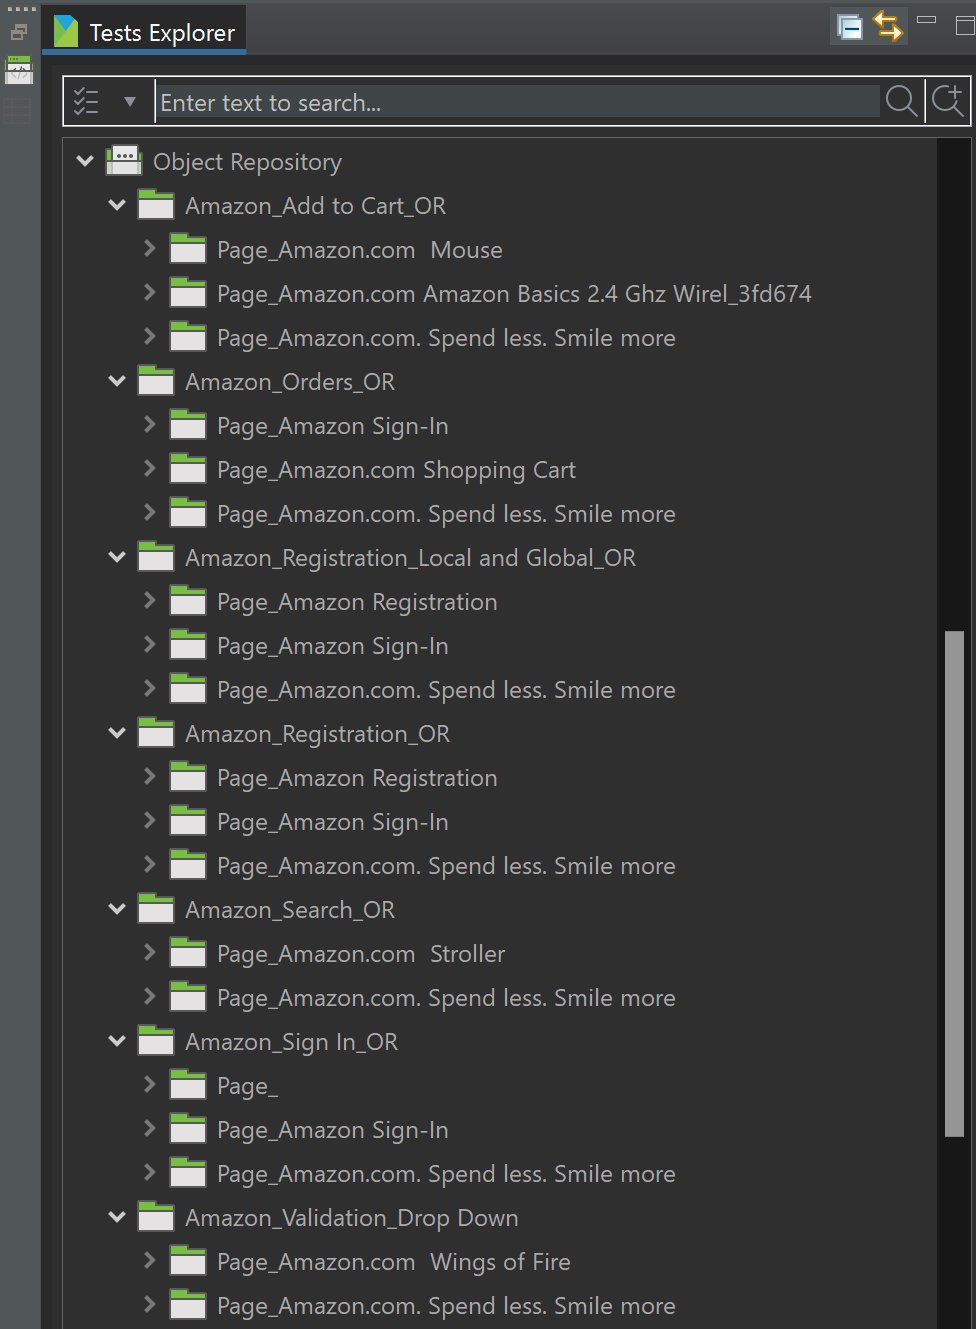 Tests Explorer
Enter text to search...
Object Repository
Amazon_Add to Cart_OR
Page_Amazon.com  Mouse
Page_Amazon.com Amazon Basics 2.4 Ghz Wirel_3fd674
Page_Amazon.com. Spend less. Smile more
Amazon_Orders_OR
Page_Amazon Sign-In
Page_Amazon.com Shopping Cart
Page_Amazon.com. Spend less. Smile more
Amazon_Registration_Local and Global_OR
Page_Amazon Registration
Page_Amazon Sign-In
Page_Amazon.com. Spend less. Smile more
Amazon_Registration_OR
Page_Amazon Registration
Page_Amazon Sign-In
Page_Amazon.com. Spend less. Smile more
Amazon_Search_OR
Page_Amazon.com  Stroller
Page_Amazon.com. Spend less. Smile more
Amazon_Sign In_OR
Page_
Page_Amazon Sign-In
Page_Amazon.com. Spend less. Smile more
Amazon_Validation_Drop Down
Page_Amazon.com  Wings of Fire
Page_Amazon.com. Spend less. Smile more